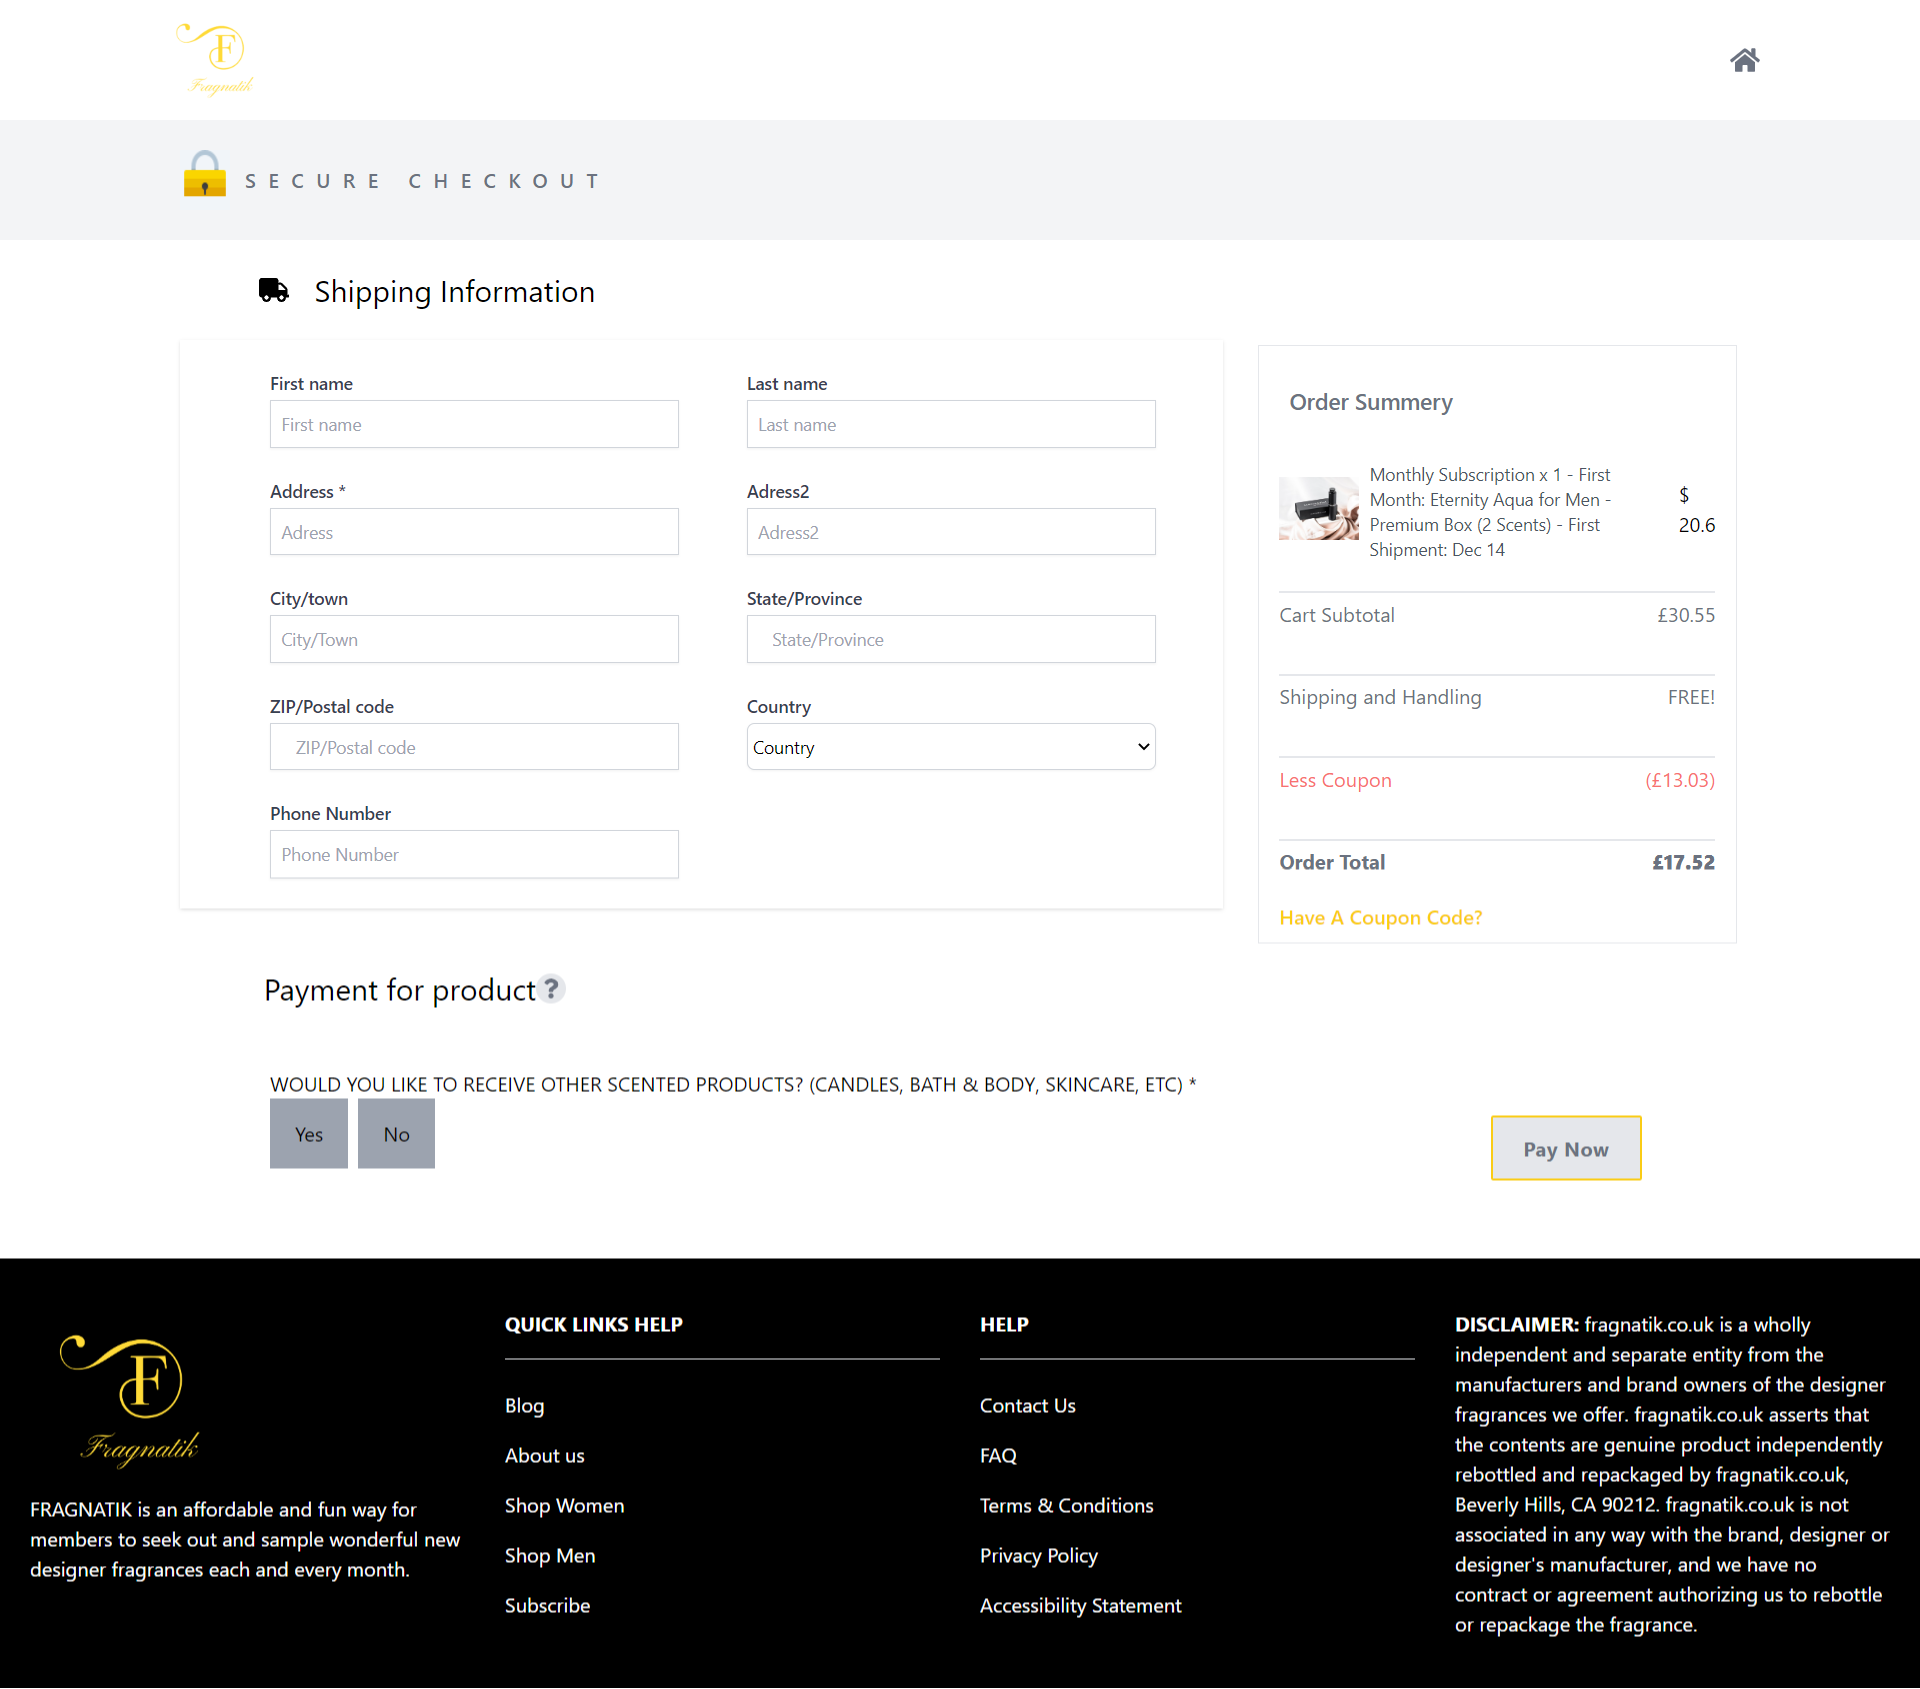 F
Fragnatik
SECURE CHECKOUT
Shipping Information
First name
Last name
First name
Last name
Address *
Adress2
Adress
Adress2
City/town
State/Province
City/Town
State/Province
ZIP/Postal code
Country
ZIP/Postal code
Country
Phone Number
Phone Number
Order Summery
Monthly Subscription x 1 - First
Month: Eternity Aqua for Men -
Premium Box (2 Scents) - First
Shipment: Dec 14
$
20.6
Cart Subtotal £30.55
Shipping and Handling FREE!
Less Coupon (£13.03)
Order Total £17.52
Have A Coupon Code?
Payment for product ?
WOULD YOU LIKE TO RECEIVE OTHER SCENTED PRODUCTS? (CANDLES, BATH & BODY, SKINCARE, ETC) *
Yes No
Pay Now
F
Fragnatik
FRAGNATIK is an affordable and fun way for
members to seek out and sample wonderful new
designer fragrances each and every month.
QUICK LINKS HELP
Blog
About us
Shop Women
Shop Men
Subscribe
HELP
Contact Us
FAQ
Terms & Conditions
Privacy Policy
Accessibility Statement
DISCLAIMER: fragnatik.co.uk is a wholly
independent and separate entity from the
manufacturers and brand owners of the designer
fragrances we offer. fragnatik.co.uk asserts that
the contents are genuine product independently
rebottled and repackaged by fragnatik.co.uk,
Beverly Hills, CA 90212. fragnatik.co.uk is not
associated in any way with the brand, designer or
designer's manufacturer, and we have no
contract or agreement authorizing us to rebottle
or repackage the fragrance.